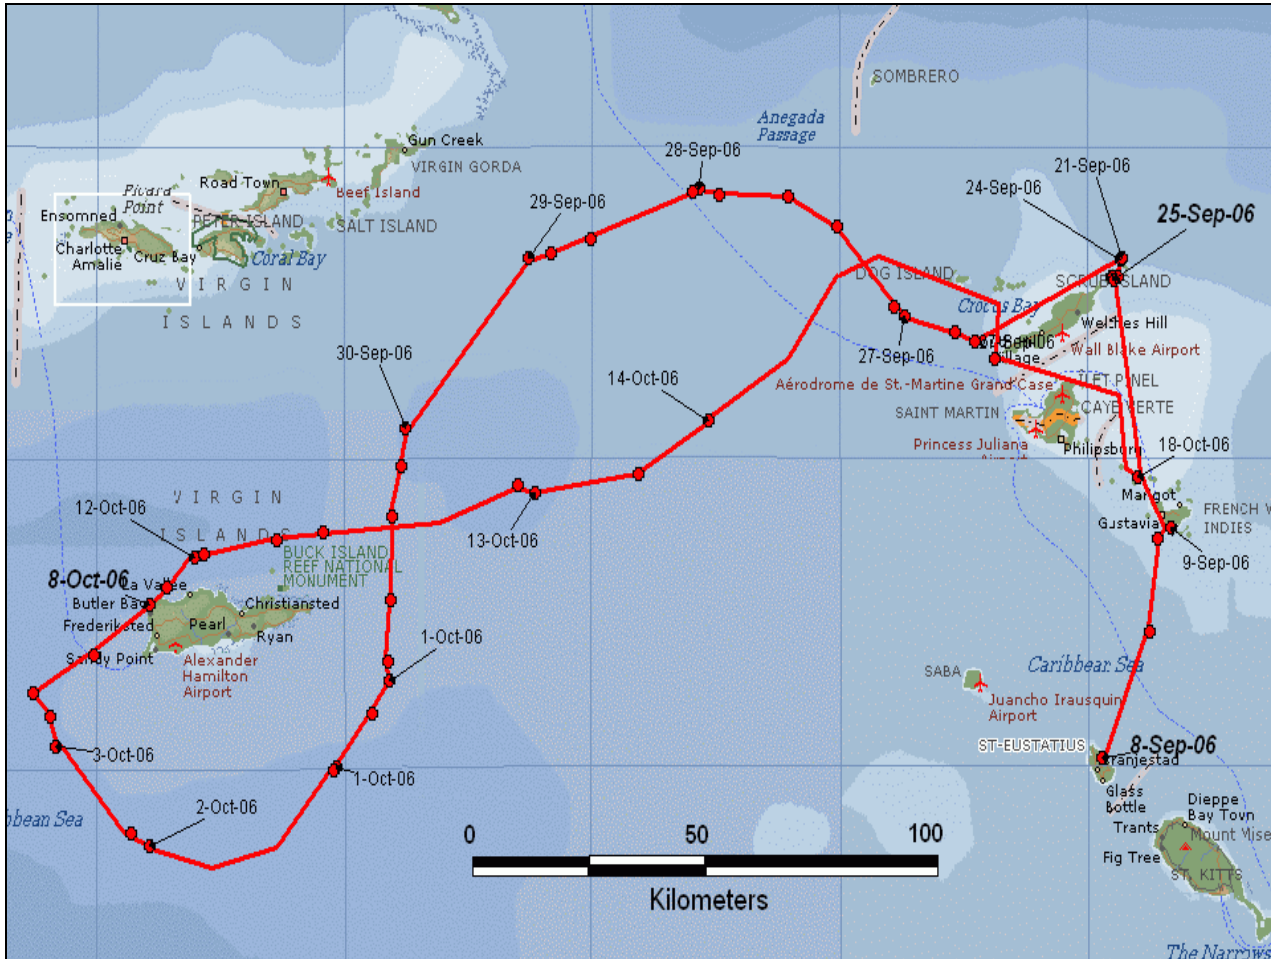 SOMBRERO
Anegada
Passage
28-Sep-06
21-Sep-06
24-Sep-06
25-Sep-06
Gun Creek
VIRGIN GORDA
Road Town
Beef Island
29-Sep-06
Point
Ensomned
PETER ISLAND
SALT ISLAND
Charlotte
Amalie
Cruz Bay
Coral Bay
VIRGIN
ISLANDS
DOG ISLAND
SCRUB ISLAND
Crocus Bay
Welches Hill
Wall Blake Airport
Village
27-Sep-06
30-Sep-06
14-Oct-06
Aérodrome de St.-Martine Grand'Case
ILET PINEL
SAINT MARTIN
CAYE VERTE
Princess Juliana
Airport
Philipsburg
18-Oct-06
VIRGIN
ISLANDS
12-Oct-06
13-Oct-06
Marigot
Gustavia
FRENCH W
INDIES
9-Sep-06
BUCK ISLAND
REEF NATIONAL
MONUMENT
8-Oct-06
La Vallee
Butler Bay
Christiansted
Frederiksted
Pearl
Ryan
Sandy Point
Alexander
Hamilton
Airport
1-Oct-06
SABA
Caribbean Sea
Juancho Irausquin
Airport
ST-EUSTATIUS
8-Sep-06
Oranjestad
3-Oct-06
1-Oct-06
Glass
Bottle
2-Oct-06
bbean Sea
Dieppe
Bay Town
Trants
Mount Mise
Fig Tree
ST. KITTS
0 50 100
Kilometers
The Narrows